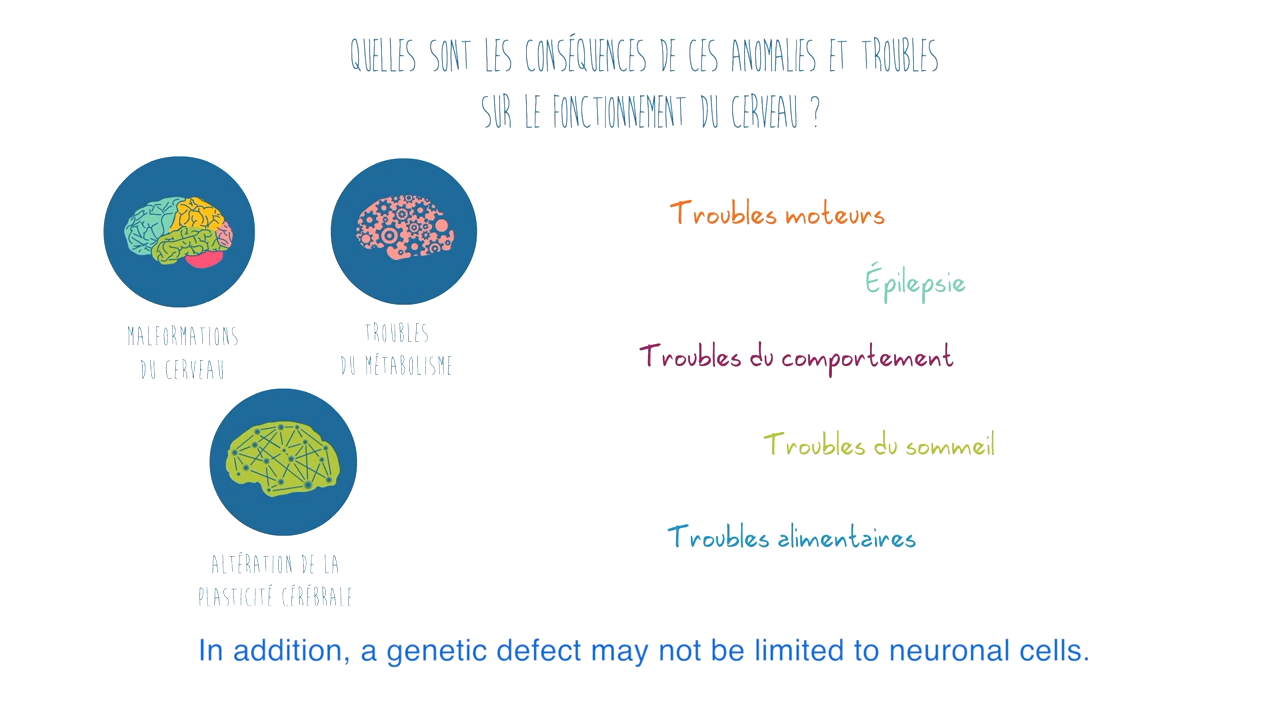 QUELLES SONT LES CONSÉQUENCES DE CES ANOMALIES ET TROUBLES
SUR LE FONCTIONNEMENT DU CERVEAU ?
MALFORMATIONS
DU CERVEAU
TROUBLES
DU MÉTABOLISME
ALTÉRATION DE LA
PLASTICITÉ CÉRÉBRALE
Troubles moteurs
Épilepsie
Troubles du comportement
Troubles du sommeil
Troubles alimentaires
In addition, a genetic defect may not be limited to neuronal cells.